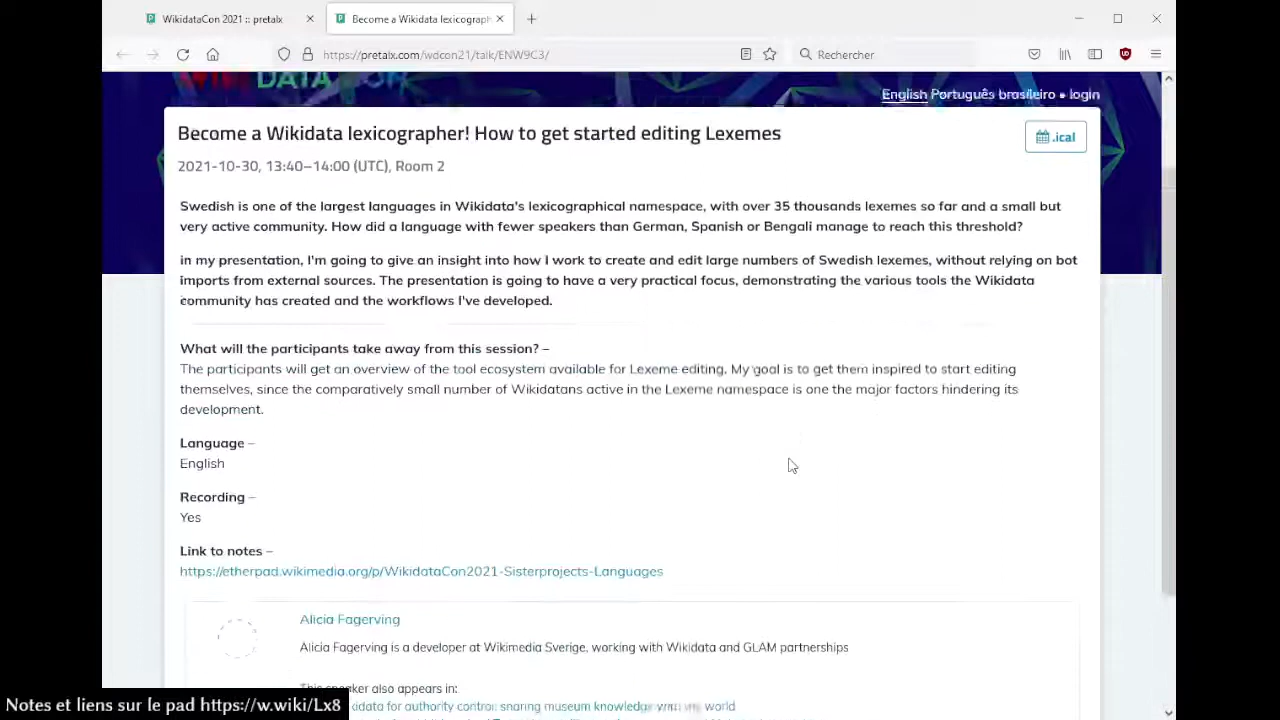 WikidataCon 2021 :: pretalx
Become a Wikidata lexicograph
https://pretalx.com/wdcon21/talk/ENW9C3/
Rechercher
DATA
English Português brasileiro • login
Become a Wikidata lexicographer! How to get started editing Lexemes
.ical
2021-10-30, 13:40–14:00 (UTC), Room 2
Swedish is one of the largest languages in Wikidata's lexicographical namespace, with over 35 thousands lexemes so far and a small but
very active community. How did a language with fewer speakers than German, Spanish or Bengali manage to reach this threshold?
in my presentation, I'm going to give an insight into how I work to create and edit large numbers of Swedish lexemes, without relying on bot
imports from external sources. The presentation is going to have a very practical focus, demonstrating the various tools the Wikidata
community has created and the workflows I've developed.
What will the participants take away from this session? –
The participants will get an overview of the tool ecosystem available for Lexeme editing. My goal is to get them inspired to start editing
themselves, since the comparatively small number of Wikidatans active in the Lexeme namespace is one the major factors hindering its
development.
Language –
English
Recording –
Yes
Link to notes –
https://etherpad.wikimedia.org/p/WikidataCon2021-Sisterprojects-Languages
Alicia Fagerving
Alicia Fagerving is a developer at Wikimedia Sverige, working with Wikidata and GLAM partnerships
This speaker also appears in:
kidata for authority control: sharing museum knowledge with the world
Notes et liens sur le pad https://w.wiki/Lx8